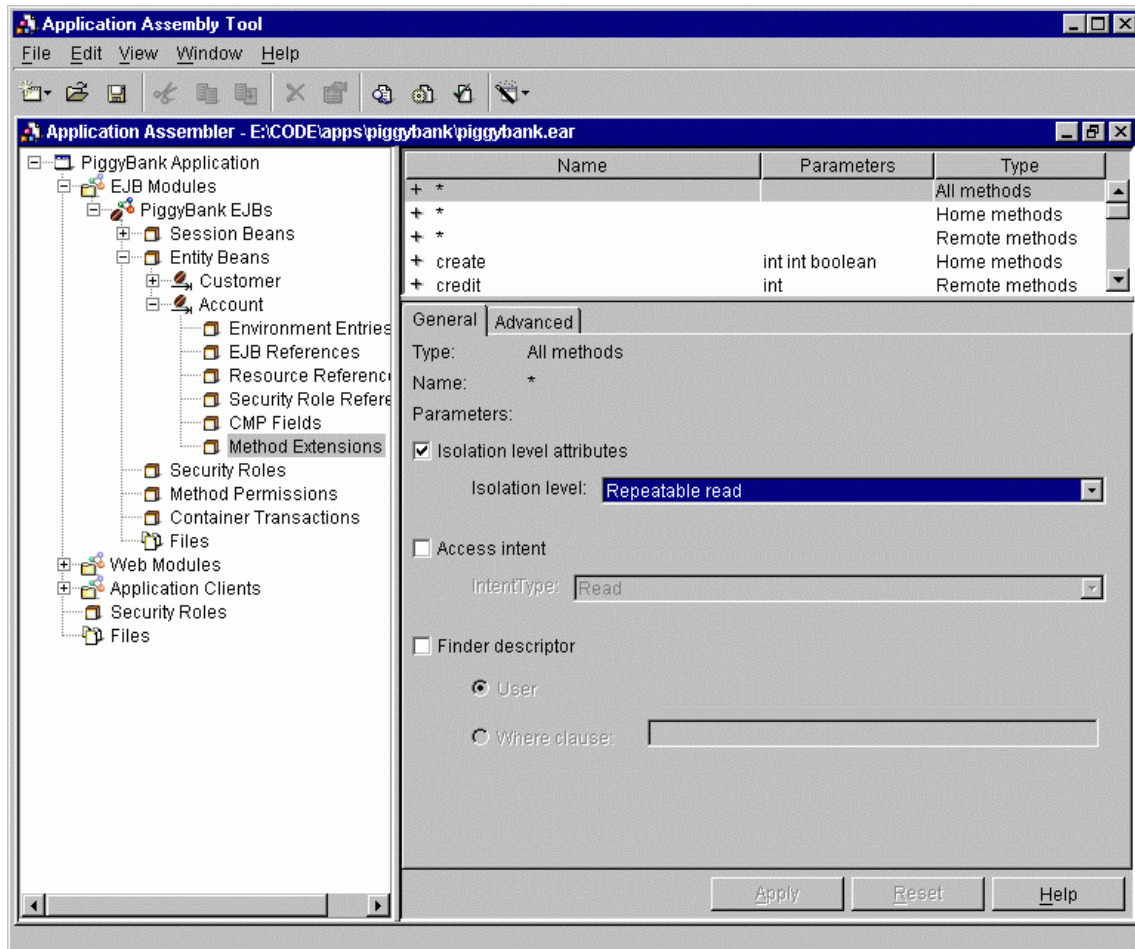 Application Assembly Tool
File Edit View Window Help
Application Assembler - E:\CODE\apps\piggybank\piggybank.ear
PiggyBank Application
EJB Modules
PiggyBank EJBs
Session Beans
Entity Beans
Customer
Account
Environment Entries
EJB References
Resource Referenc
Security Role Refere
CMP Fields
Method Extensions
Security Roles
Method Permissions
Container Transactions
Files
Web Modules
Application Clients
Security Roles
Files
Name Parameters Type
+ * All methods
+ * Home methods
+ * Remote methods
+ create int int boolean Home methods
+ credit int Remote methods
General Advanced
Type: All methods
Name: *
Parameters:
Isolation level attributes
Isolation level: Repeatable read
Access intent
IntentType: Read
Finder descriptor
User
Where clause:
Apply Reset Help